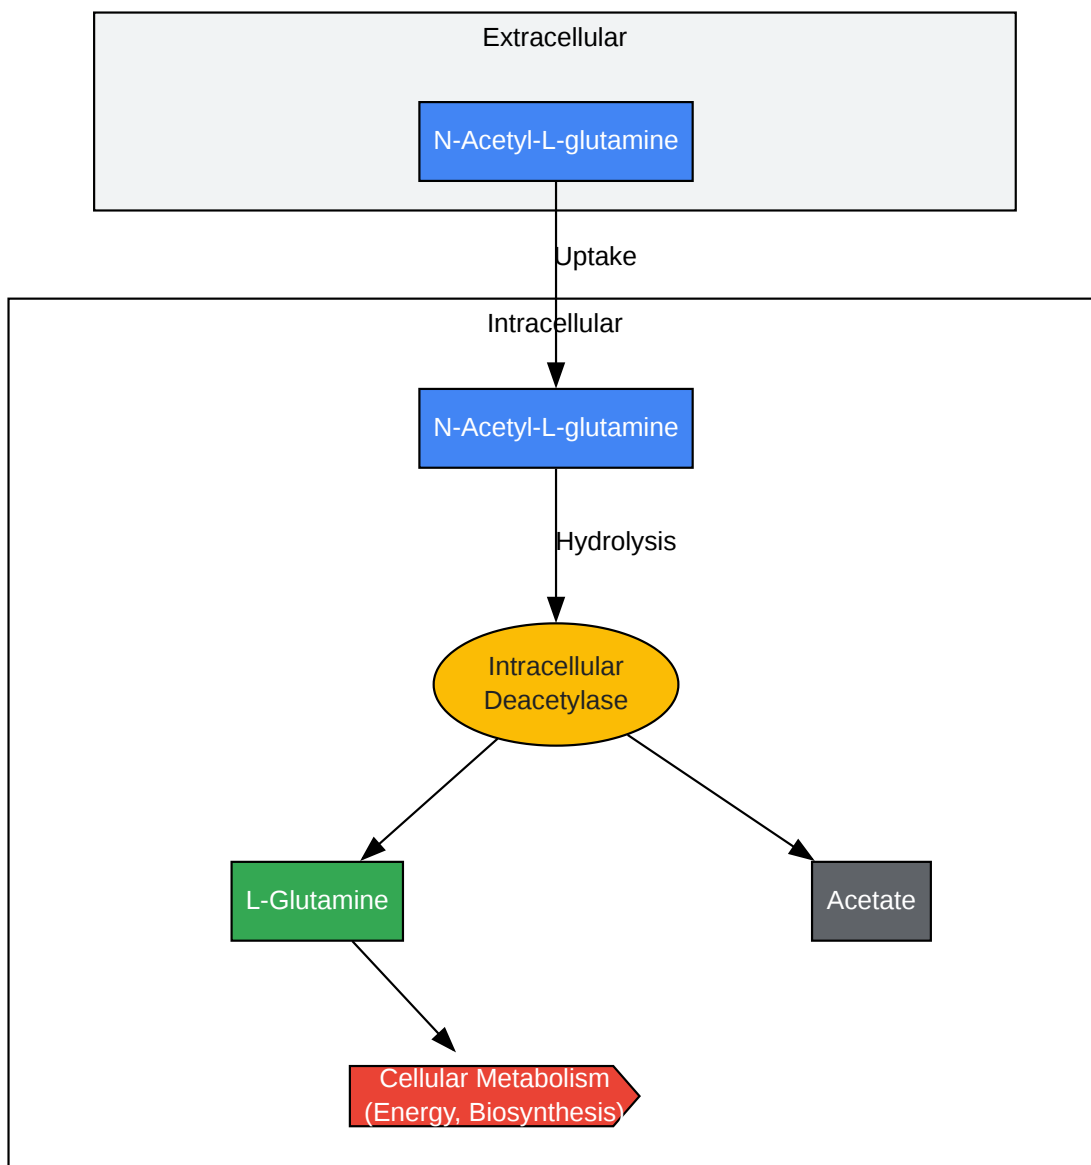 Extracellular
N-Acetyl-L-glutamine
Uptake
Intracellular
N-Acetyl-L-glutamine
Hydrolysis
Intracellular
Deacetylase
L-Glutamine
Acetate
Cellular Metabolism
(Energy, Biosynthesis)